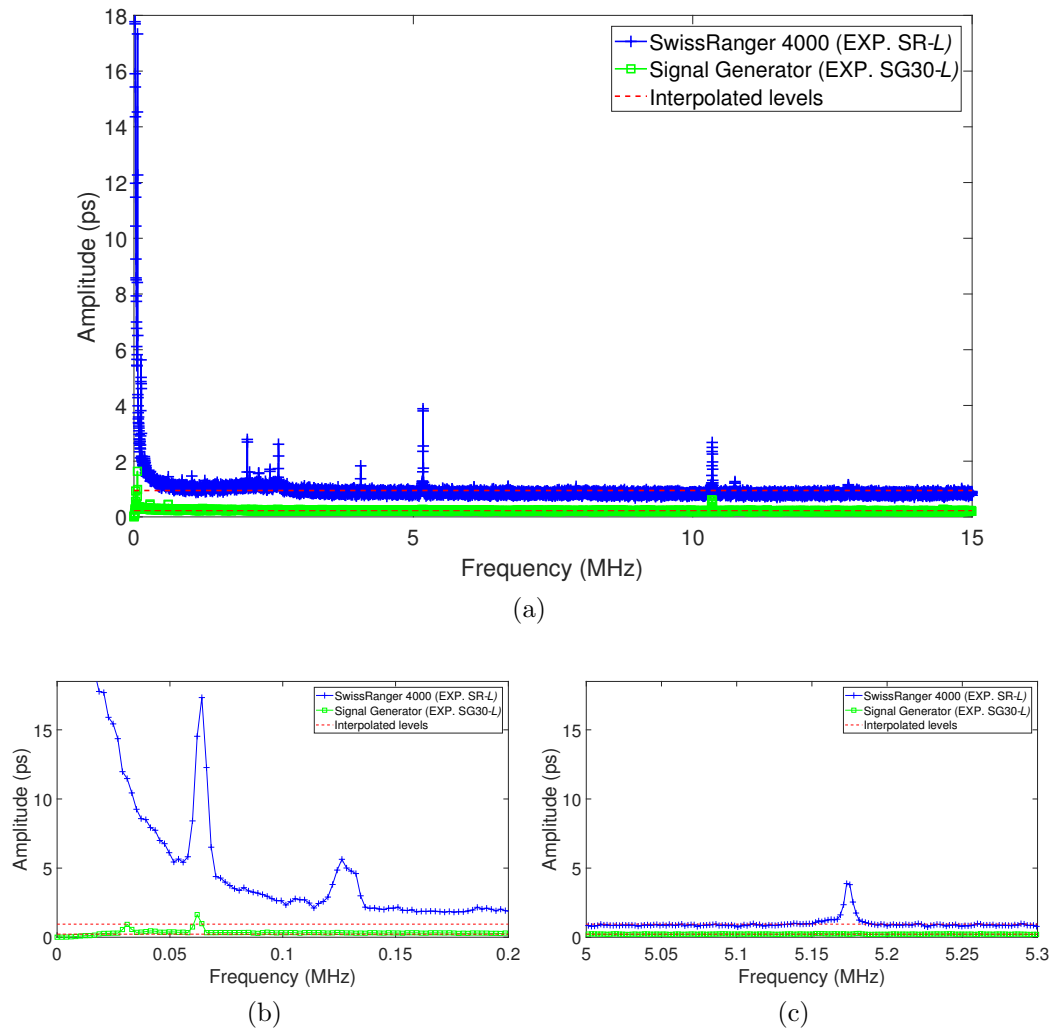 18
16
14
12
10
8
6
4
2
0
Amplitude (ps)
SwissRanger 4000 (EXP. SR-L)
Signal Generator (EXP. SG30-L)
Interpolated levels
0 5 10 15
Frequency (MHz)
(a)
15
10
5
0
Amplitude (ps)
SwissRanger 4000 (EXP. SR-L)
Signal Generator (EXP. SG30-L)
Interpolated levels
0 0.05 0.1 0.15 0.2
Frequency (MHz)
(b)
15
10
5
0
Amplitude (ps)
SwissRanger 4000 (EXP. SR-L)
Signal Generator (EXP. SG30-L)
Interpolated levels
5 5.05 5.1 5.15 5.2 5.25 5.3
Frequency (MHz)
(c)